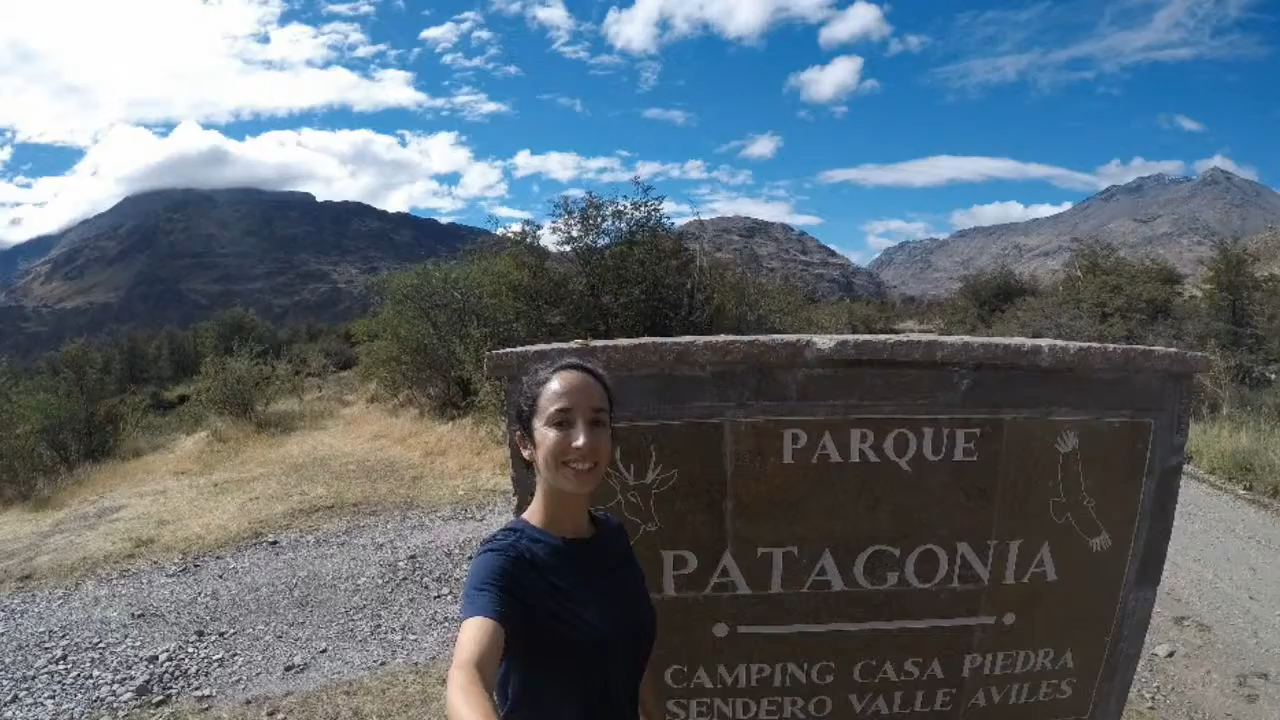 PARQUE
PATAGONIA
CAMPING CASA PIEDRA
SENDERO VALLE AVILES